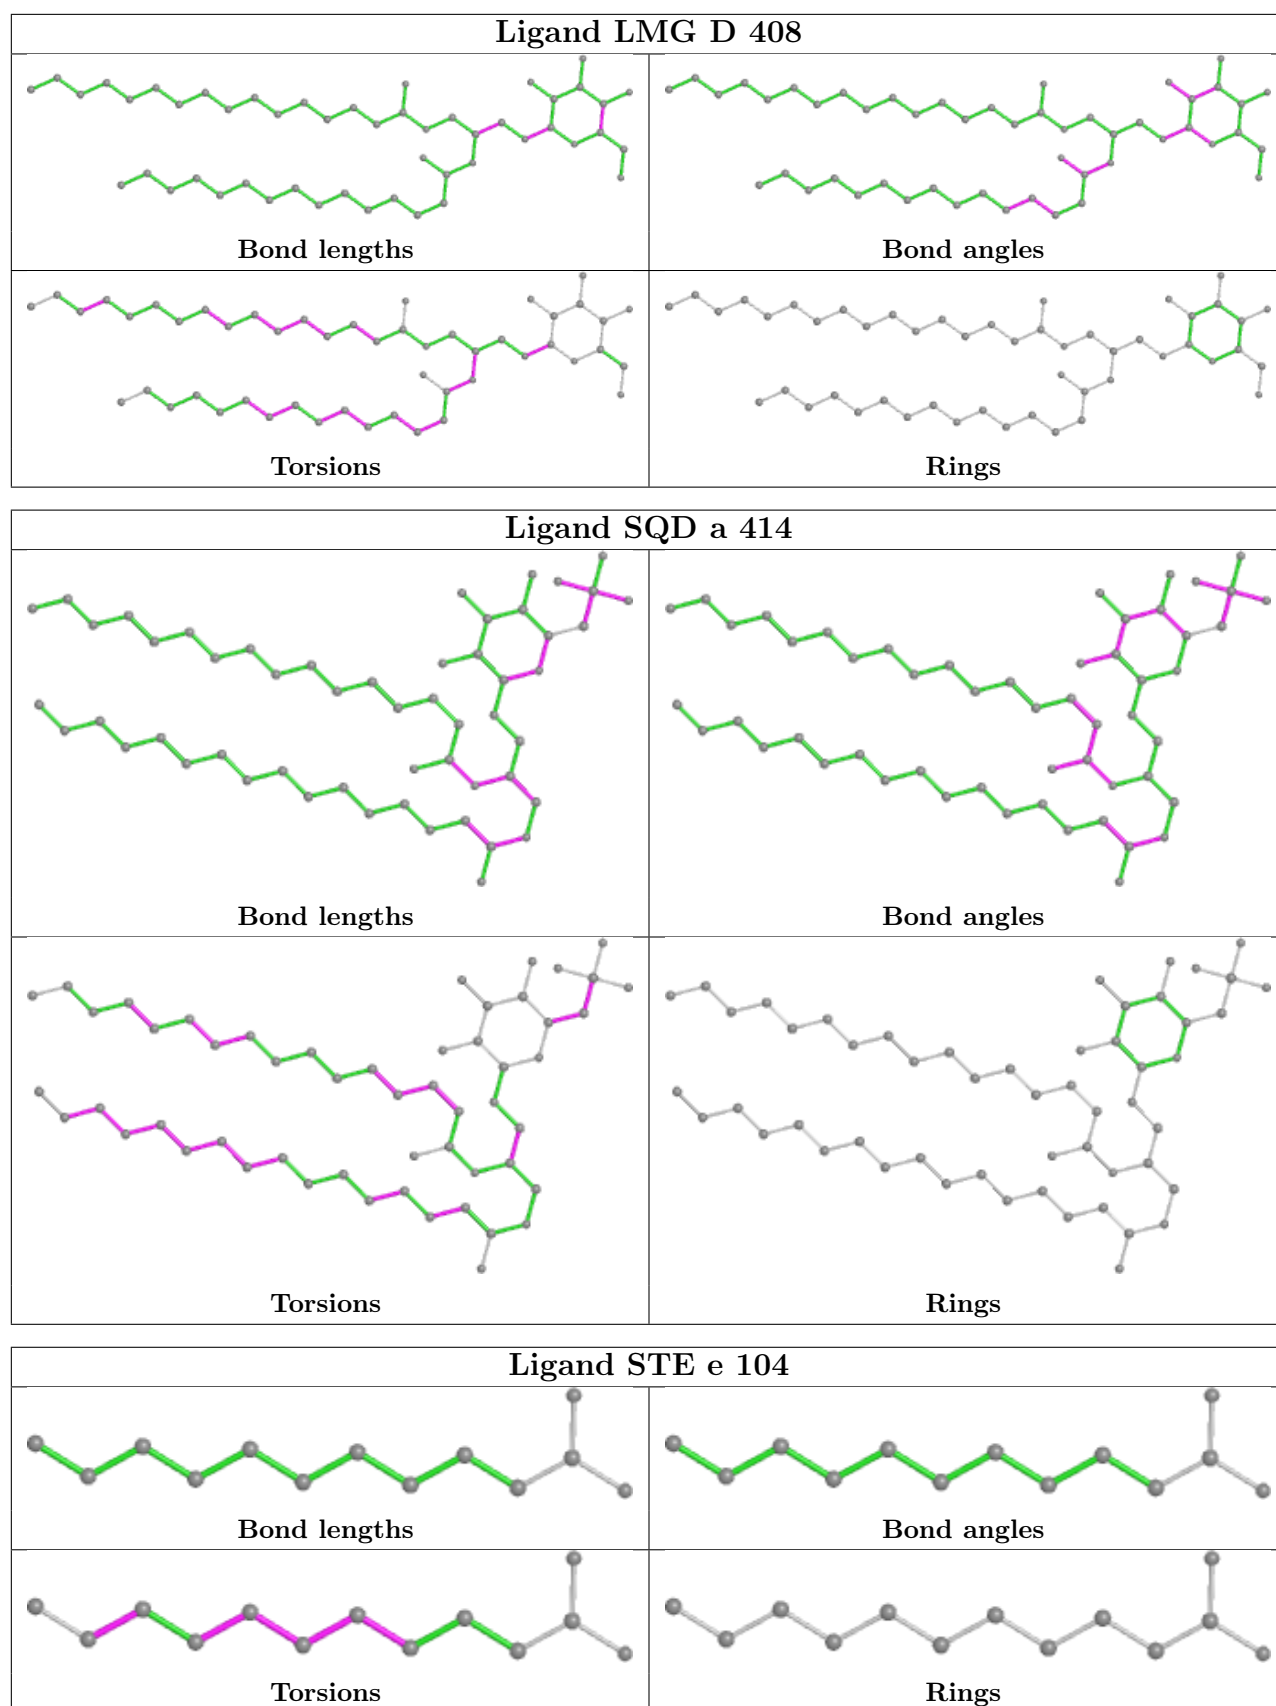 Ligand LMG D 408
Bond lengths
Bond angles
Torsions
Rings
Ligand SQD a 414
Bond lengths
Bond angles
Torsions
Rings
Ligand STE e 104
Bond lengths
Bond angles
Torsions
Rings